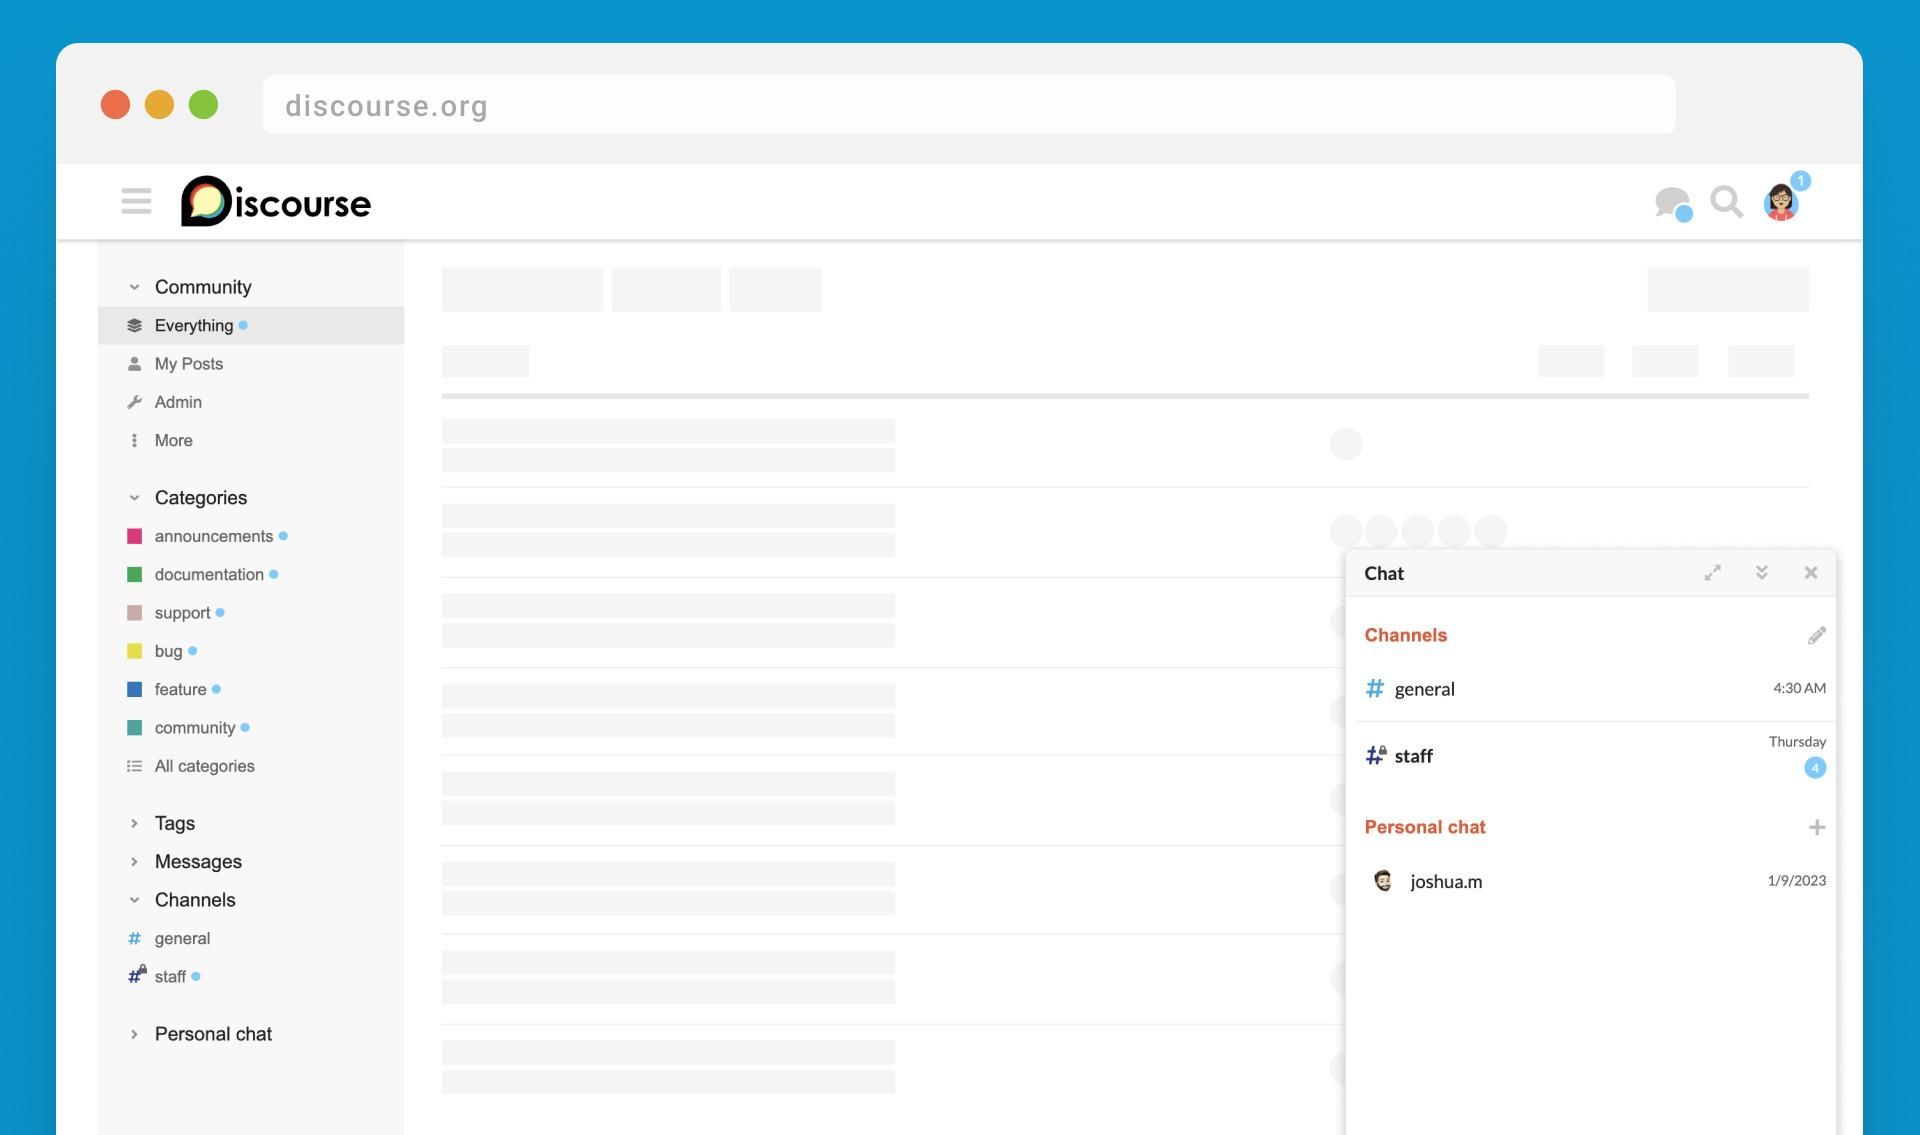 discourse.org
Discourse
1
Community
Everything
My Posts
Admin
More
Categories
announcements
documentation
support
bug
feature
community
All categories
Tags
Messages
Channels
# general
# staff
Personal chat
Chat
Channels
# general 4:30 AM
# staff Thursday
4
Personal chat
joshua.m 1/9/2023